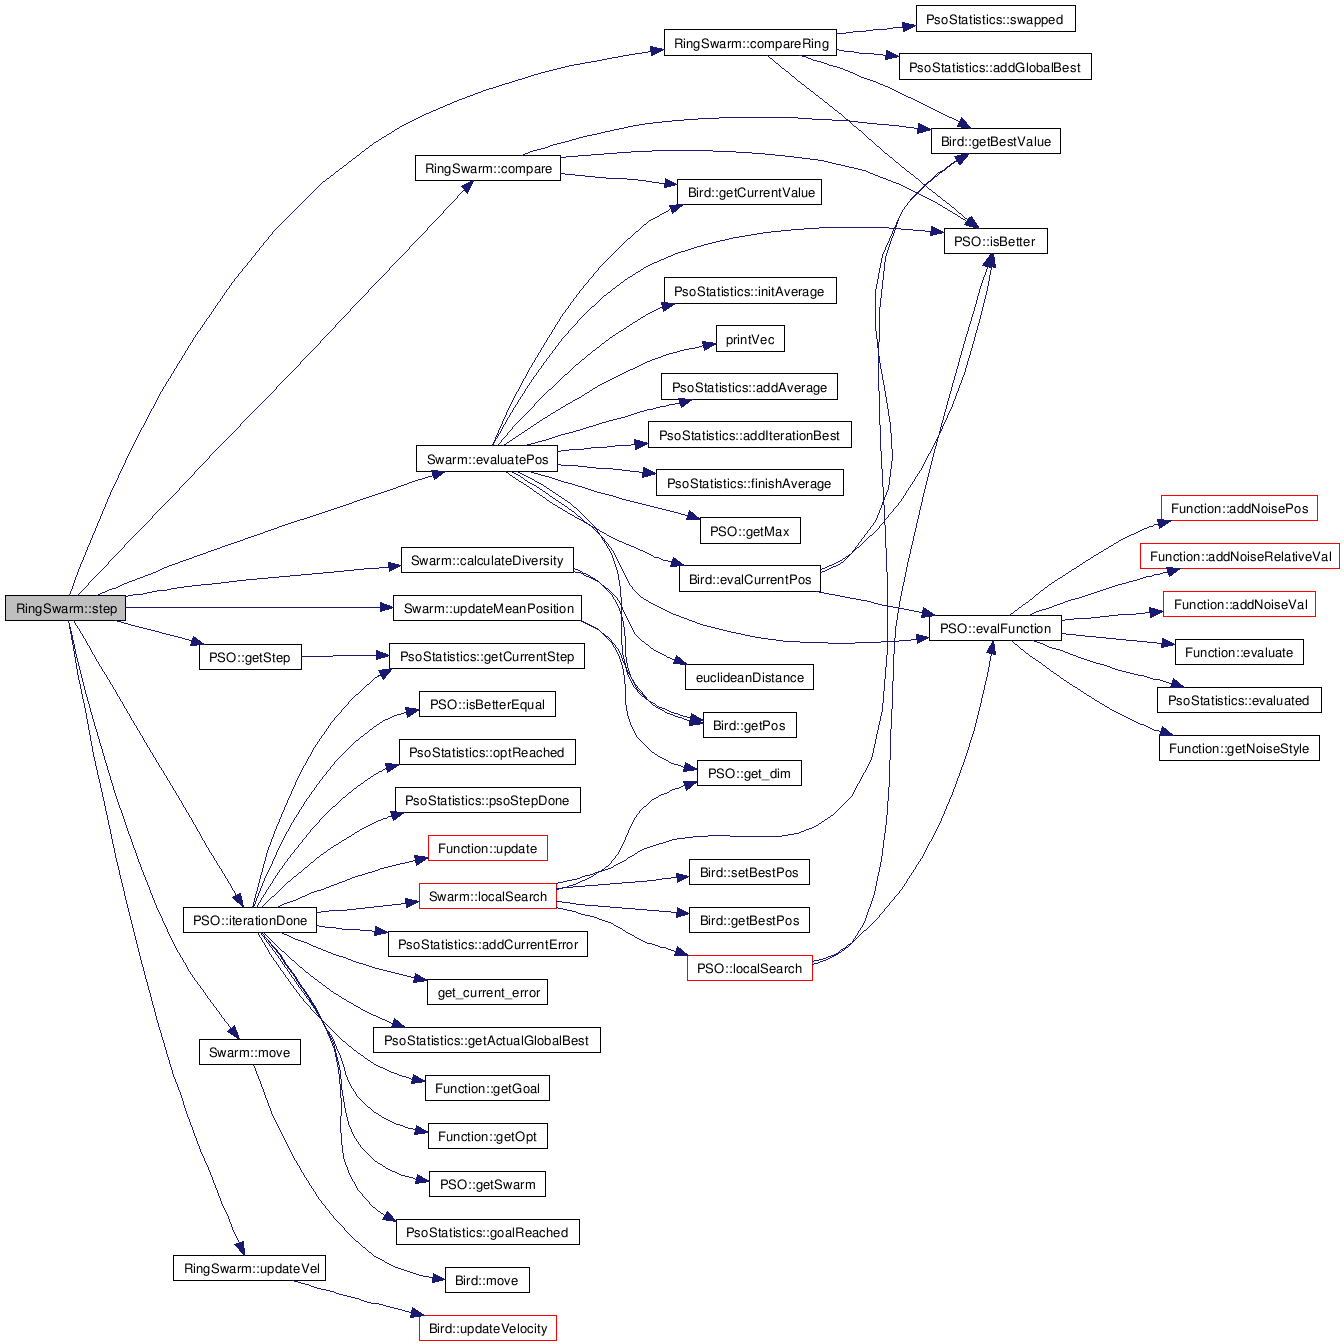 PsoStatistics::swapped
RingSwarm::compareRing
PsoStatistics::addGlobalBest
Bird::getBestValue
RingSwarm::compare
Bird::getCurrentValue
PSO::isBetter
PsoStatistics::initAverage
printVec
PsoStatistics::addAverage
PsoStatistics::addIterationBest
Swarm::evaluatePos
PsoStatistics::finishAverage
Function::addNoisePos
PSO::getMax
Function::addNoiseRelativeVal
Swarm::calculateDiversity
Bird::evalCurrentPos
Function::addNoiseVal
RingSwarm::step
Swarm::updateMeanPosition
PSO::evalFunction
Function::evaluate
PSO::getStep
PsoStatistics::getCurrentStep
euclideanDistance
PsoStatistics::evaluated
PSO::isBetterEqual
Bird::getPos
Function::getNoiseStyle
PsoStatistics::optReached
PSO::get_dim
PsoStatistics::psoStepDone
Function::update
Bird::setBestPos
Swarm::localSearch
PSO::iterationDone
Bird::getBestPos
PsoStatistics::addCurrentError
PSO::localSearch
get_current_error
PsoStatistics::getActualGlobalBest
Swarm::move
Function::getGoal
Function::getOpt
PSO::getSwarm
PsoStatistics::goalReached
RingSwarm::updateVel
Bird::move
Bird::updateVelocity